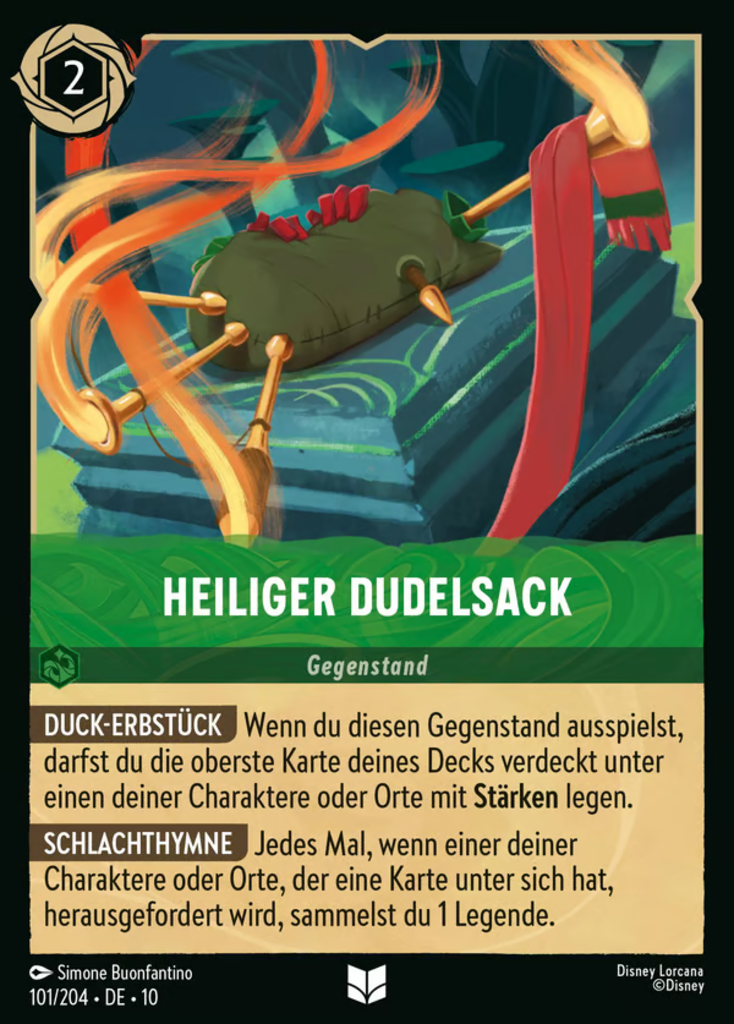 2
HEILIGER DUDELSACK
Gegenstand
DUCK-ERBSTÜCK Wenn du diesen Gegenstand ausspielst,
darfst du die oberste Karte deines Decks verdeckt unter
einen deiner Charaktere oder Orte mit Stärken legen.
SCHLACHTHYMNE Jedes Mal, wenn einer deiner
Charaktere oder Orte, der eine Karte unter sich hat,
herausgefordert wird, sammelst du 1 Legende.
Simone Buonfantino
101/204 • DE • 10
Disney Lorcana
©Disney